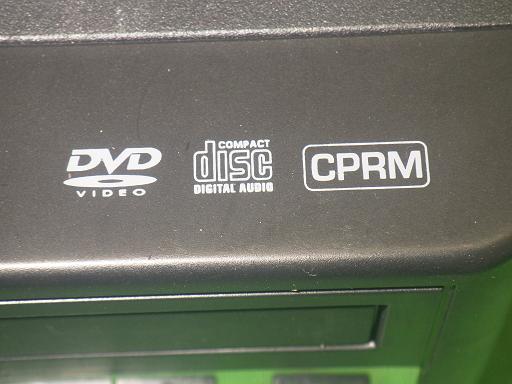 DVD
VIDEO
COMPACT
disc
DIGITAL AUDIO
CPRM